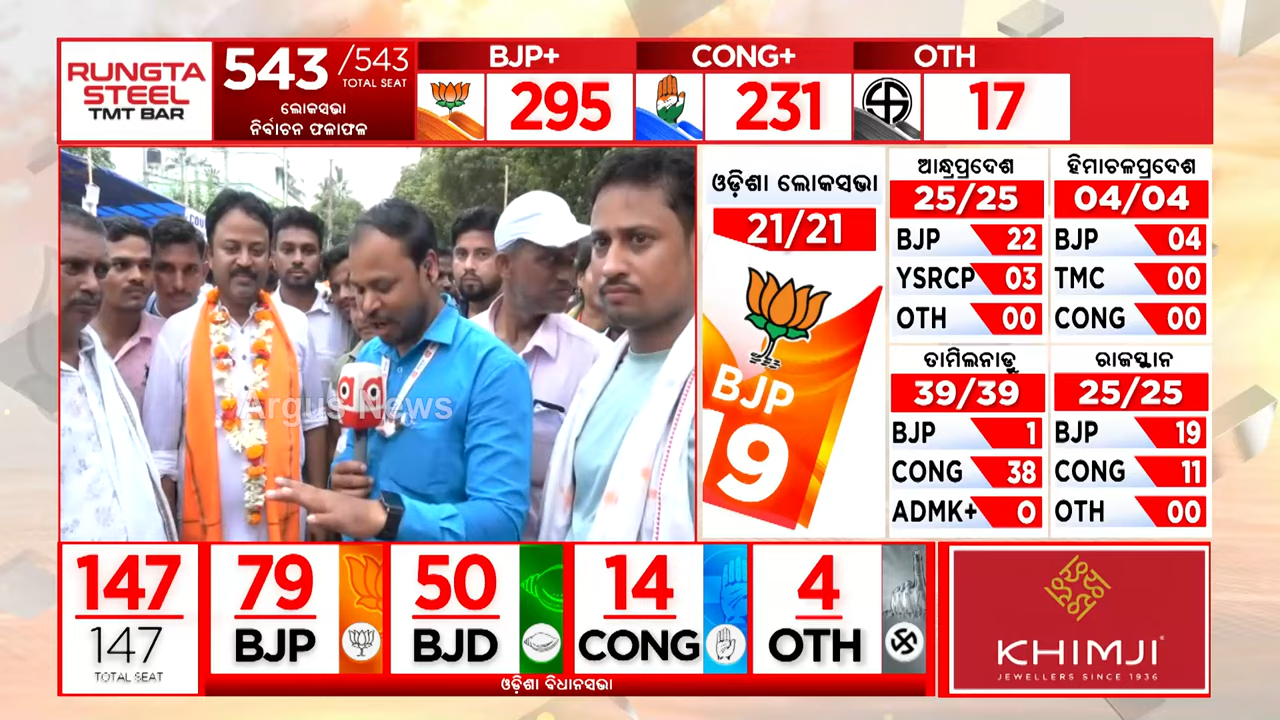 RUNGTA
STEEL
TMT BAR
543 /543
TOTAL SEAT
ଲୋକସଭା
ନିର୍ବାଚନ ଫଳାଫଳ
BJP+
295
CONG+
231
OTH
17
Argus News
ଓଡ଼ିଶା ଲୋକସଭା
21/21
BJP
19
ଆନ୍ଧ୍ରପ୍ରଦେଶ
25/25
BJP 22
YSRCP 03
OTH 00
ହିମାଚଳପ୍ରଦେଶ
04/04
BJP 04
TMC 00
CONG 00
ତାମିଲନାଡୁ
39/39
BJP 1
CONG 38
ADMK+ 0
ରାଜସ୍ଥାନ
25/25
BJP 19
CONG 11
OTH 00
147
147
TOTAL SEAT
79
BJP
50
BJD
14
CONG
4
OTH
ଓଡ଼ିଶା ବିଧାନସଭା
KHIMJI
JEWELLERS SINCE 1936